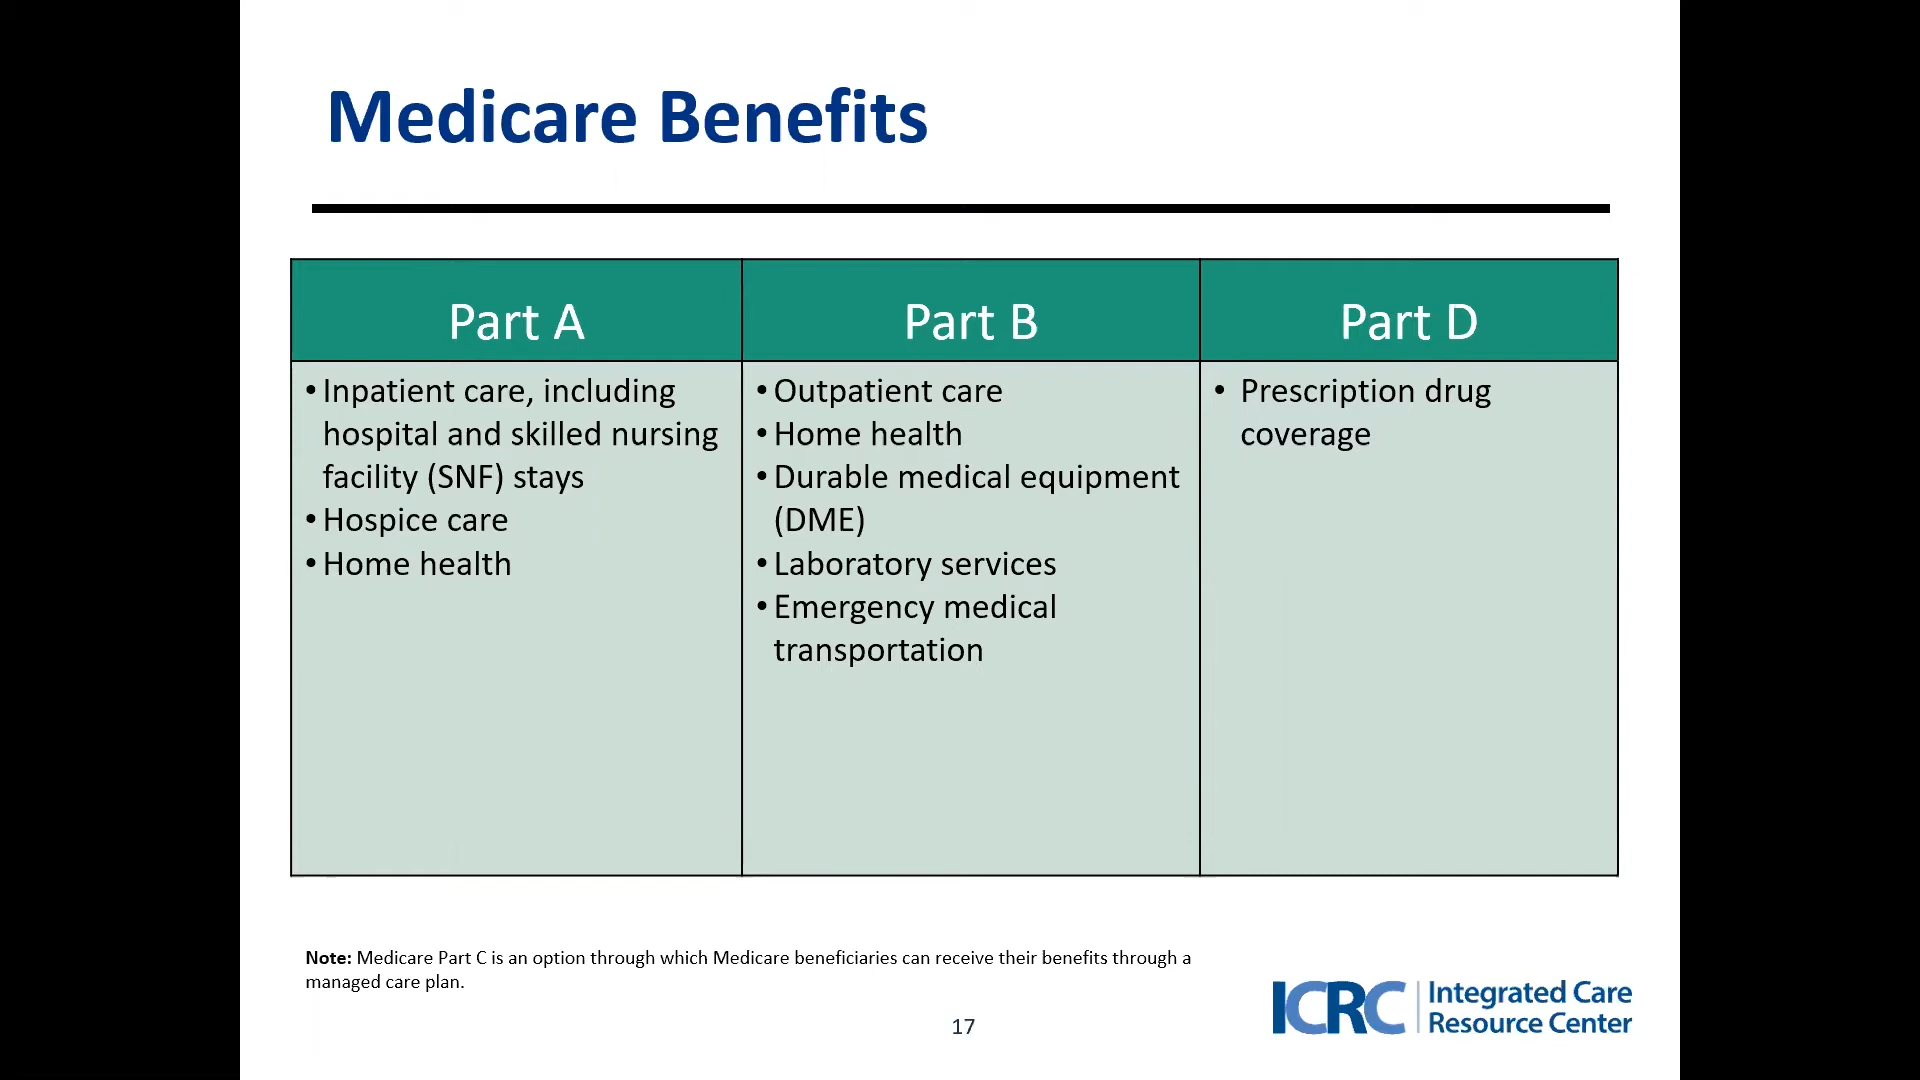 Medicare Benefits
Part A
Part B
Part D
• Inpatient care, including
hospital and skilled nursing
facility (SNF) stays
• Hospice care
• Home health
• Outpatient care
• Home health
• Durable medical equipment
(DME)
• Laboratory services
• Emergency medical
transportation
• Prescription drug
coverage
Note: Medicare Part C is an option through which Medicare beneficiaries can receive their benefits through a
managed care plan.
17
ICRC
Integrated Care
Resource Center